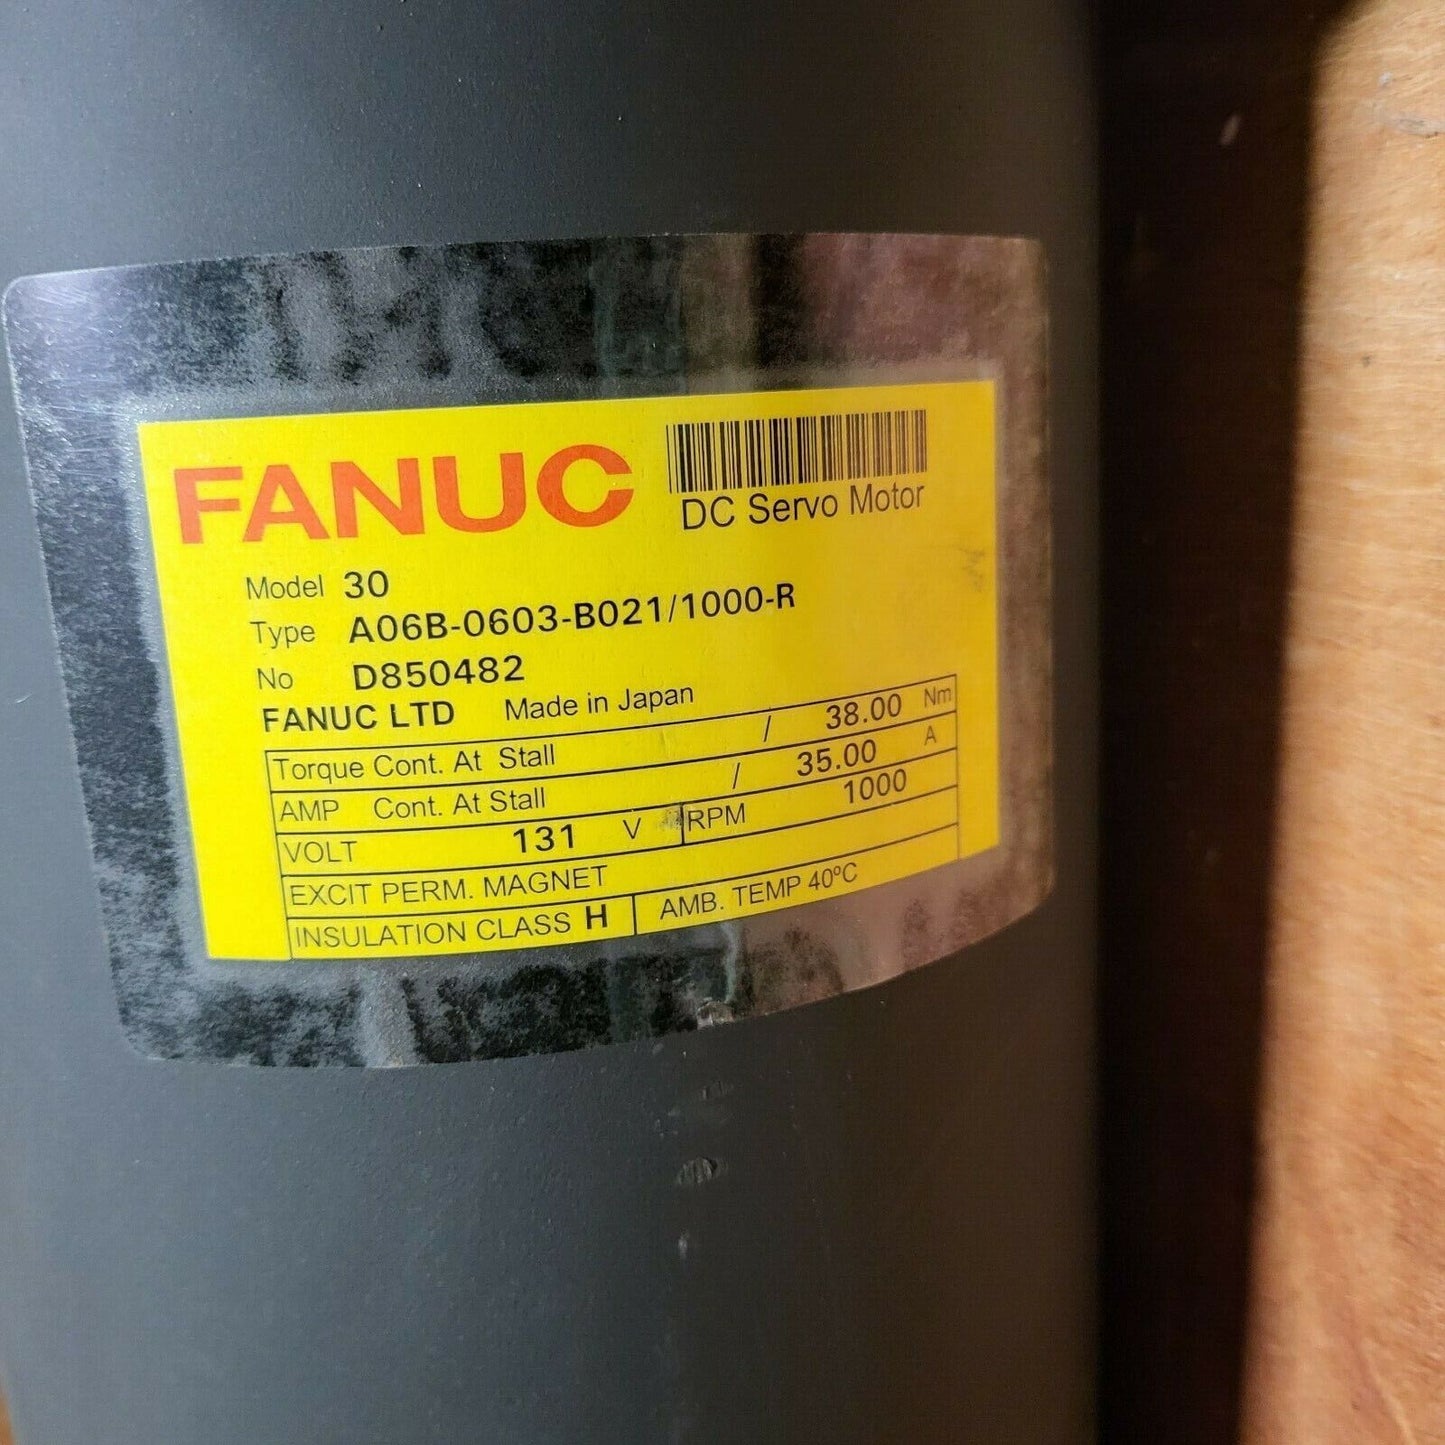 FANUC
DC Servo Motor
Model 30
Type A06B-0603-B021/1000-R
No D850482
FANUC LTD Made in Japan
Torque Cont. At Stall / 38.00 Nm
AMP Cont. At Stall / 35.00 A
VOLT 131 V RPM 1000
EXCIT PERM. MAGNET
INSULATION CLASS H AMB. TEMP 40ºC